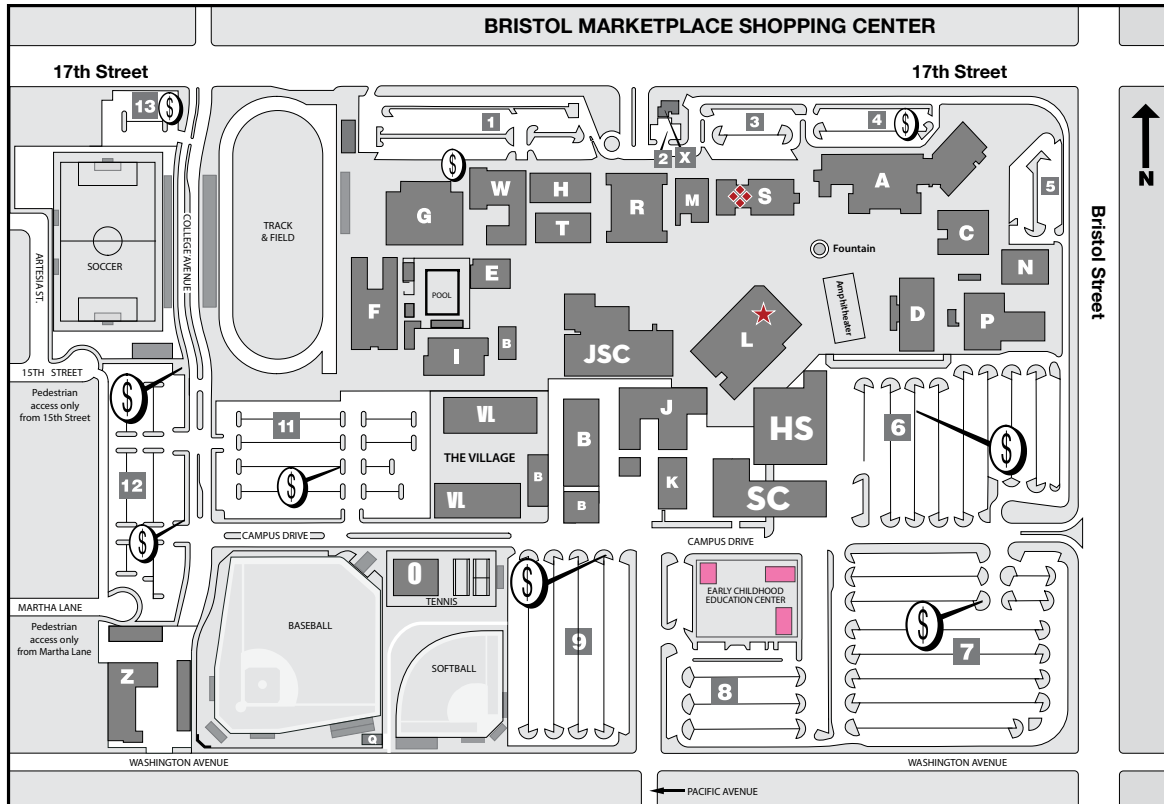 BRISTOL MARKETPLACE SHOPPING CENTER
17th Street
17th Street
13
$
1
3
4
$
N
2
X
5
$
W
H
G
T
R
M
S
A
C
N
SOCCER
ARTESIA ST.
COLLEGE AVENUE
TRACK
& FIELD
Fountain
Bristol Street
E
POOL
F
I
B
JSC
L
Amphitheater
D
P
15TH STREET
Pedestrian
access only
from 15th Street
$
12
$
11
$
VL
THE VILLAGE
VL
B
B
B
J
K
HS
SC
6
$
CAMPUS DRIVE
CAMPUS DRIVE
MARTHA LANE
Pedestrian
access only
from Martha Lane
Z
BASEBALL
O
TENNIS
SOFTBALL
Q
$
9
EARLY CHILDHOOD
EDUCATION CENTER
8
$
7
WASHINGTON AVENUE
WASHINGTON AVENUE
PACIFIC AVENUE